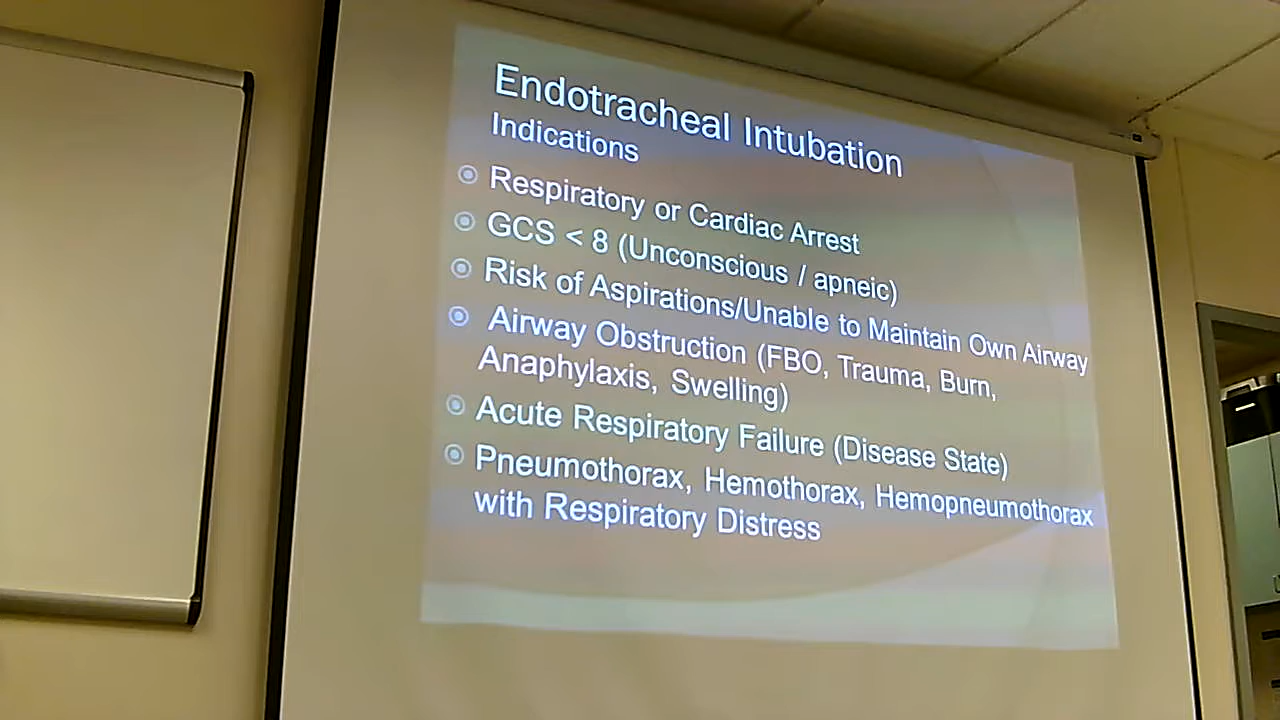 Endotracheal Intubation
Indications
Respiratory or Cardiac Arrest
GCS < 8 (Unconscious / apneic)
Risk of Aspirations/Unable to Maintain Own Airway
Airway Obstruction (FBO, Trauma, Burn,
Anaphylaxis, Swelling)
Acute Respiratory Failure (Disease State)
Pneumothorax, Hemothorax, Hemopneumothorax
with Respiratory Distress